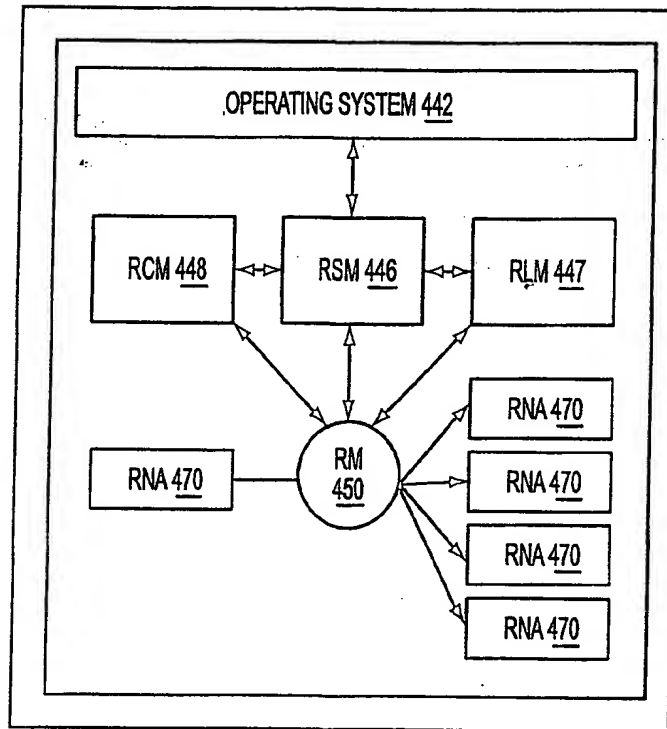 OPERATING SYSTEM 442
RCM 448
RSM 446
RLM 447
RNA 470
RM
450
RNA 470
RNA 470
RNA 470
RNA 470